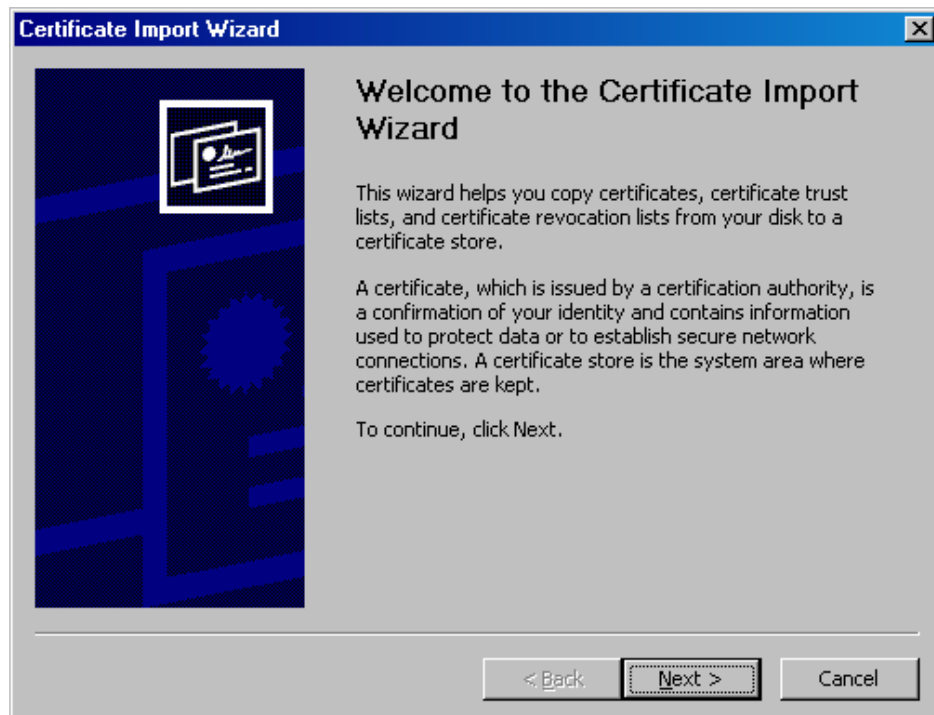 Certificate Import Wizard
Welcome to the Certificate Import
Wizard
This wizard helps you copy certificates, certificate trust
lists, and certificate revocation lists from your disk to a
certificate store.
A certificate, which is issued by a certification authority, is
a confirmation of your identity and contains information
used to protect data or to establish secure network
connections. A certificate store is the system area where
certificates are kept.
To continue, click Next.
< Back
Next >
Cancel